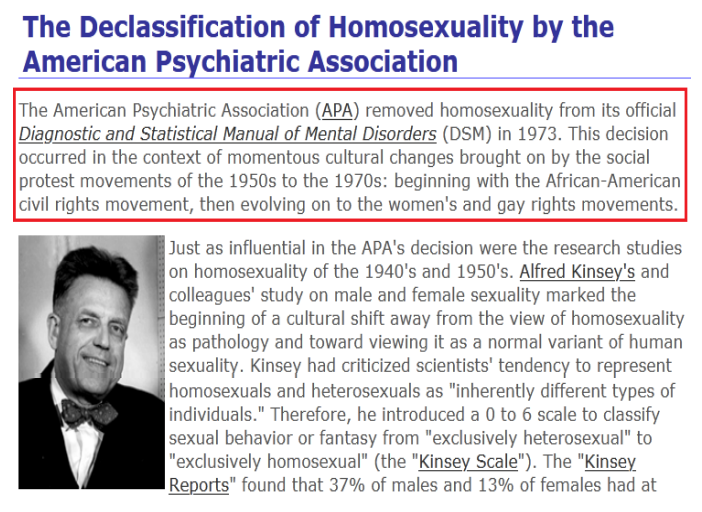 The Declassification of Homosexuality by the
American Psychiatric Association
The American Psychiatric Association (APA) removed homosexuality from its official
Diagnostic and Statistical Manual of Mental Disorders (DSM) in 1973. This decision
occurred in the context of momentous cultural changes brought on by the social
protest movements of the 1950s to the 1970s: beginning with the African-American
civil rights movement, then evolving on to the women's and gay rights movements.
Just as influential in the APA's decision were the research studies
on homosexuality of the 1940's and 1950's. Alfred Kinsey's and
colleagues' study on male and female sexuality marked the
beginning of a cultural shift away from the view of homosexuality
as pathology and toward viewing it as a normal variant of human
sexuality. Kinsey had criticized scientists' tendency to represent
homosexuals and heterosexuals as "inherently different types of
individuals." Therefore, he introduced a 0 to 6 scale to classify
sexual behavior or fantasy from "exclusively heterosexual" to
"exclusively homosexual" (the "Kinsey Scale"). The "Kinsey
Reports" found that 37% of males and 13% of females had at